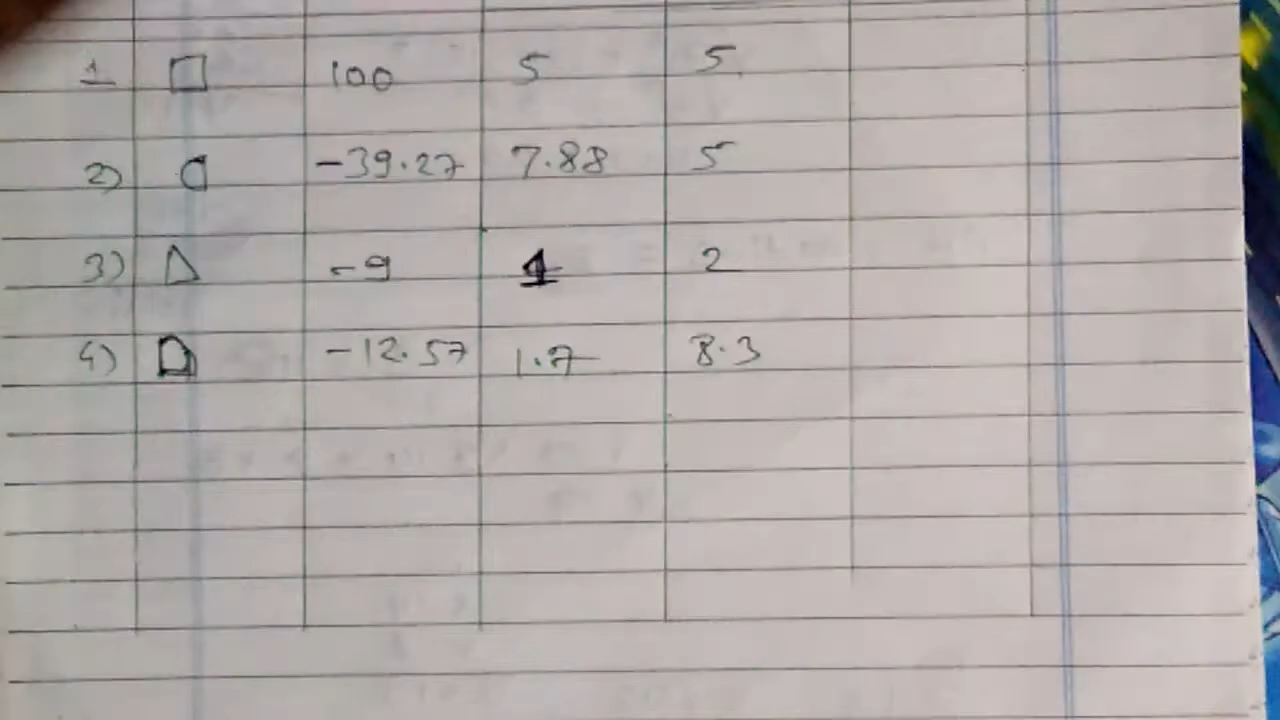 1 100 5 5
2) -39.27 7.88 5
3) -9 1 2
4) -12.57 1.7 8.3